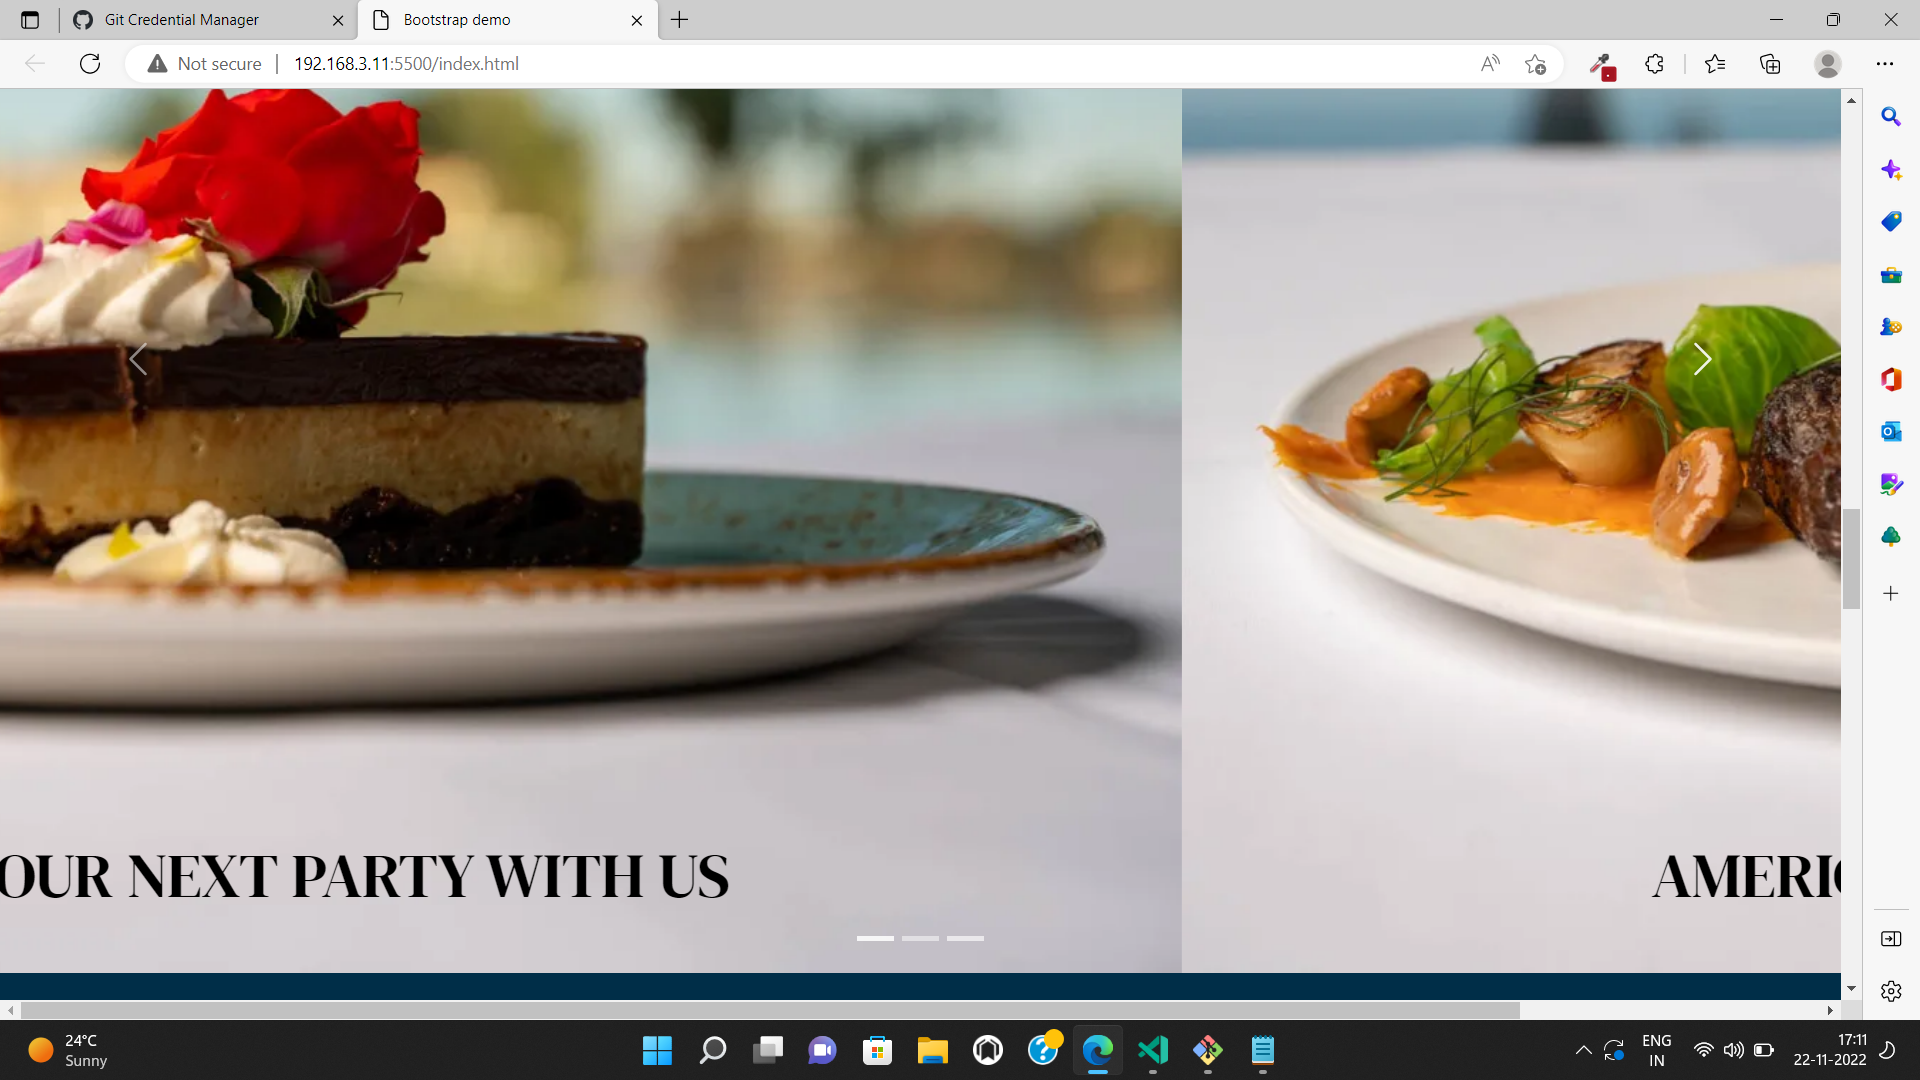 Git Credential Manager
Bootstrap demo
Not secure
192.168.3.11:5500/index.html
OUR NEXT PARTY WITH US
AMERIC
24°C
Sunny
ENG
IN
17:11
22-11-2022